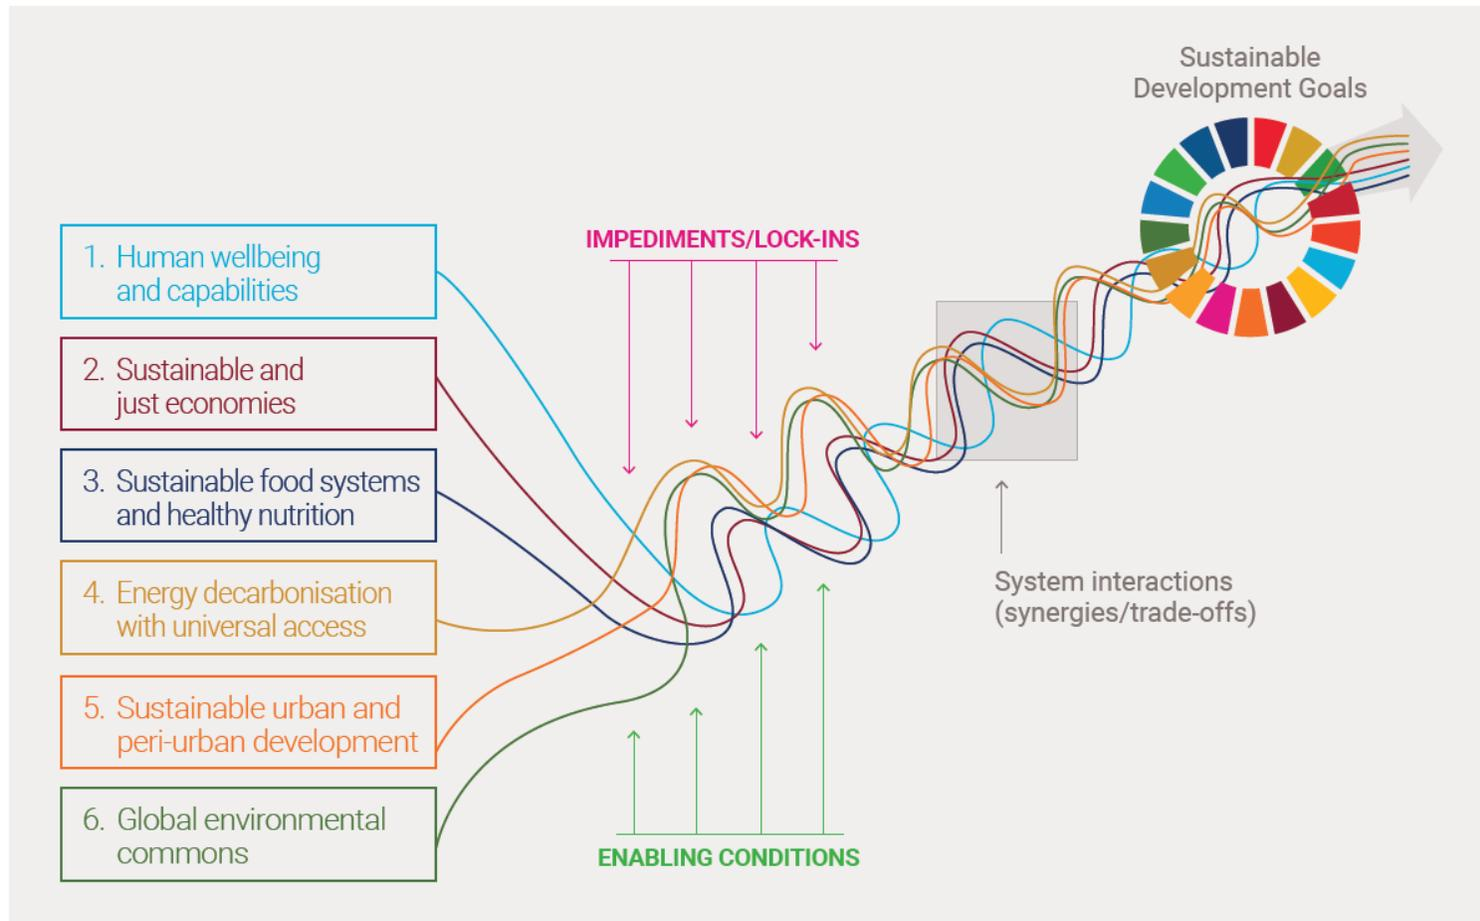 Sustainable
Development Goals
1. Human wellbeing
and capabilities
IMPEDIMENTS/LOCK-INS
2. Sustainable and
just economies
3. Sustainable food systems
and healthy nutrition
4. Energy decarbonisation
with universal access
System interactions
(synergies/trade-offs)
5. Sustainable urban and
peri-urban development
6. Global environmental
commons
ENABLING CONDITIONS